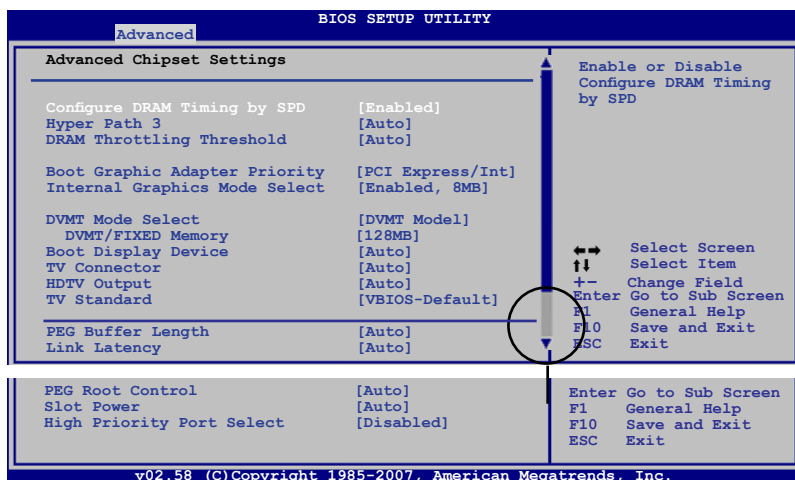 BIOS SETUP UTILITY
Advanced
Advanced Chipset Settings
Configure DRAM Timing by SPD [Enabled]
Hyper Path 3 [Auto]
DRAM Throttling Threshold [Auto]
Boot Graphic Adapter Priority [PCI Express/Int]
Internal Graphics Mode Select [Enabled, 8MB]
DVMT Mode Select [DVMT Model]
DVMT/FIXED Memory [128MB]
Boot Display Device [Auto]
TV Connector [Auto]
HDTV Output [Auto]
TV Standard [VBIOS-Default]
PEG Buffer Length [Auto]
Link Latency [Auto]
Enable or Disable
Configure DRAM Timing
by SPD
Select Screen
Select Item
+- Change Field
Enter Go to Sub Screen
F1 General Help
F10 Save and Exit
ESC Exit
PEG Root Control [Auto]
Slot Power [Auto]
High Priority Port Select [Disabled]
Enter Go to Sub Screen
F1 General Help
F10 Save and Exit
ESC Exit
v02.58 (C)Copyright 1985-2007, American Megatrends, Inc.